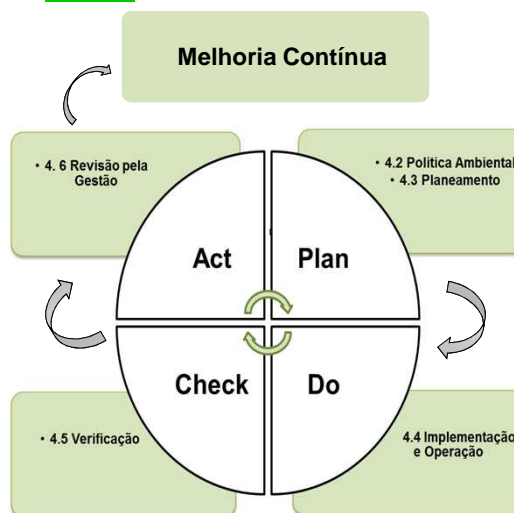 Melhoria Contínua
• 4. 6 Revisão pela
Gestão
• 4.2 Politica Ambiental
• 4.3 Planeamento
Act
Plan
Check
Do
• 4.5 Verificação
4.4 Implementação
e Operação